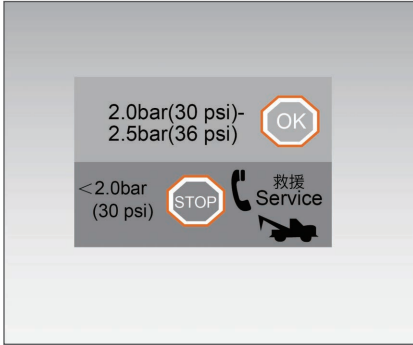 2.0bar(30 psi)-
2.5bar(36 psi)
OK
<2.0bar
(30 psi)
STOP
救援
Service